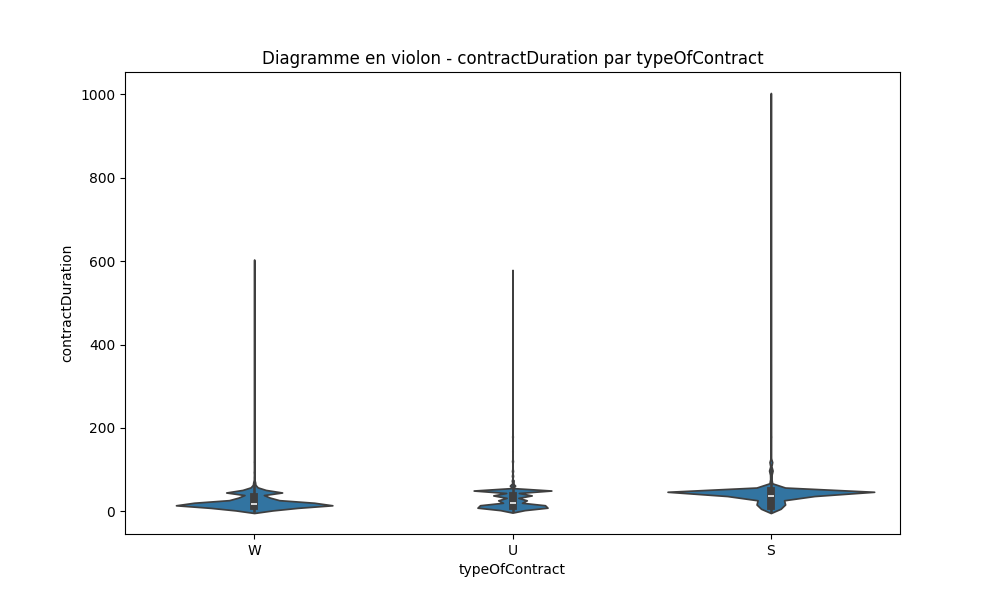 Diagramme en violon - contractDuration par typeOfContract
1000
800
600
400
200
0
contractDuration
W U S
typeOfContract